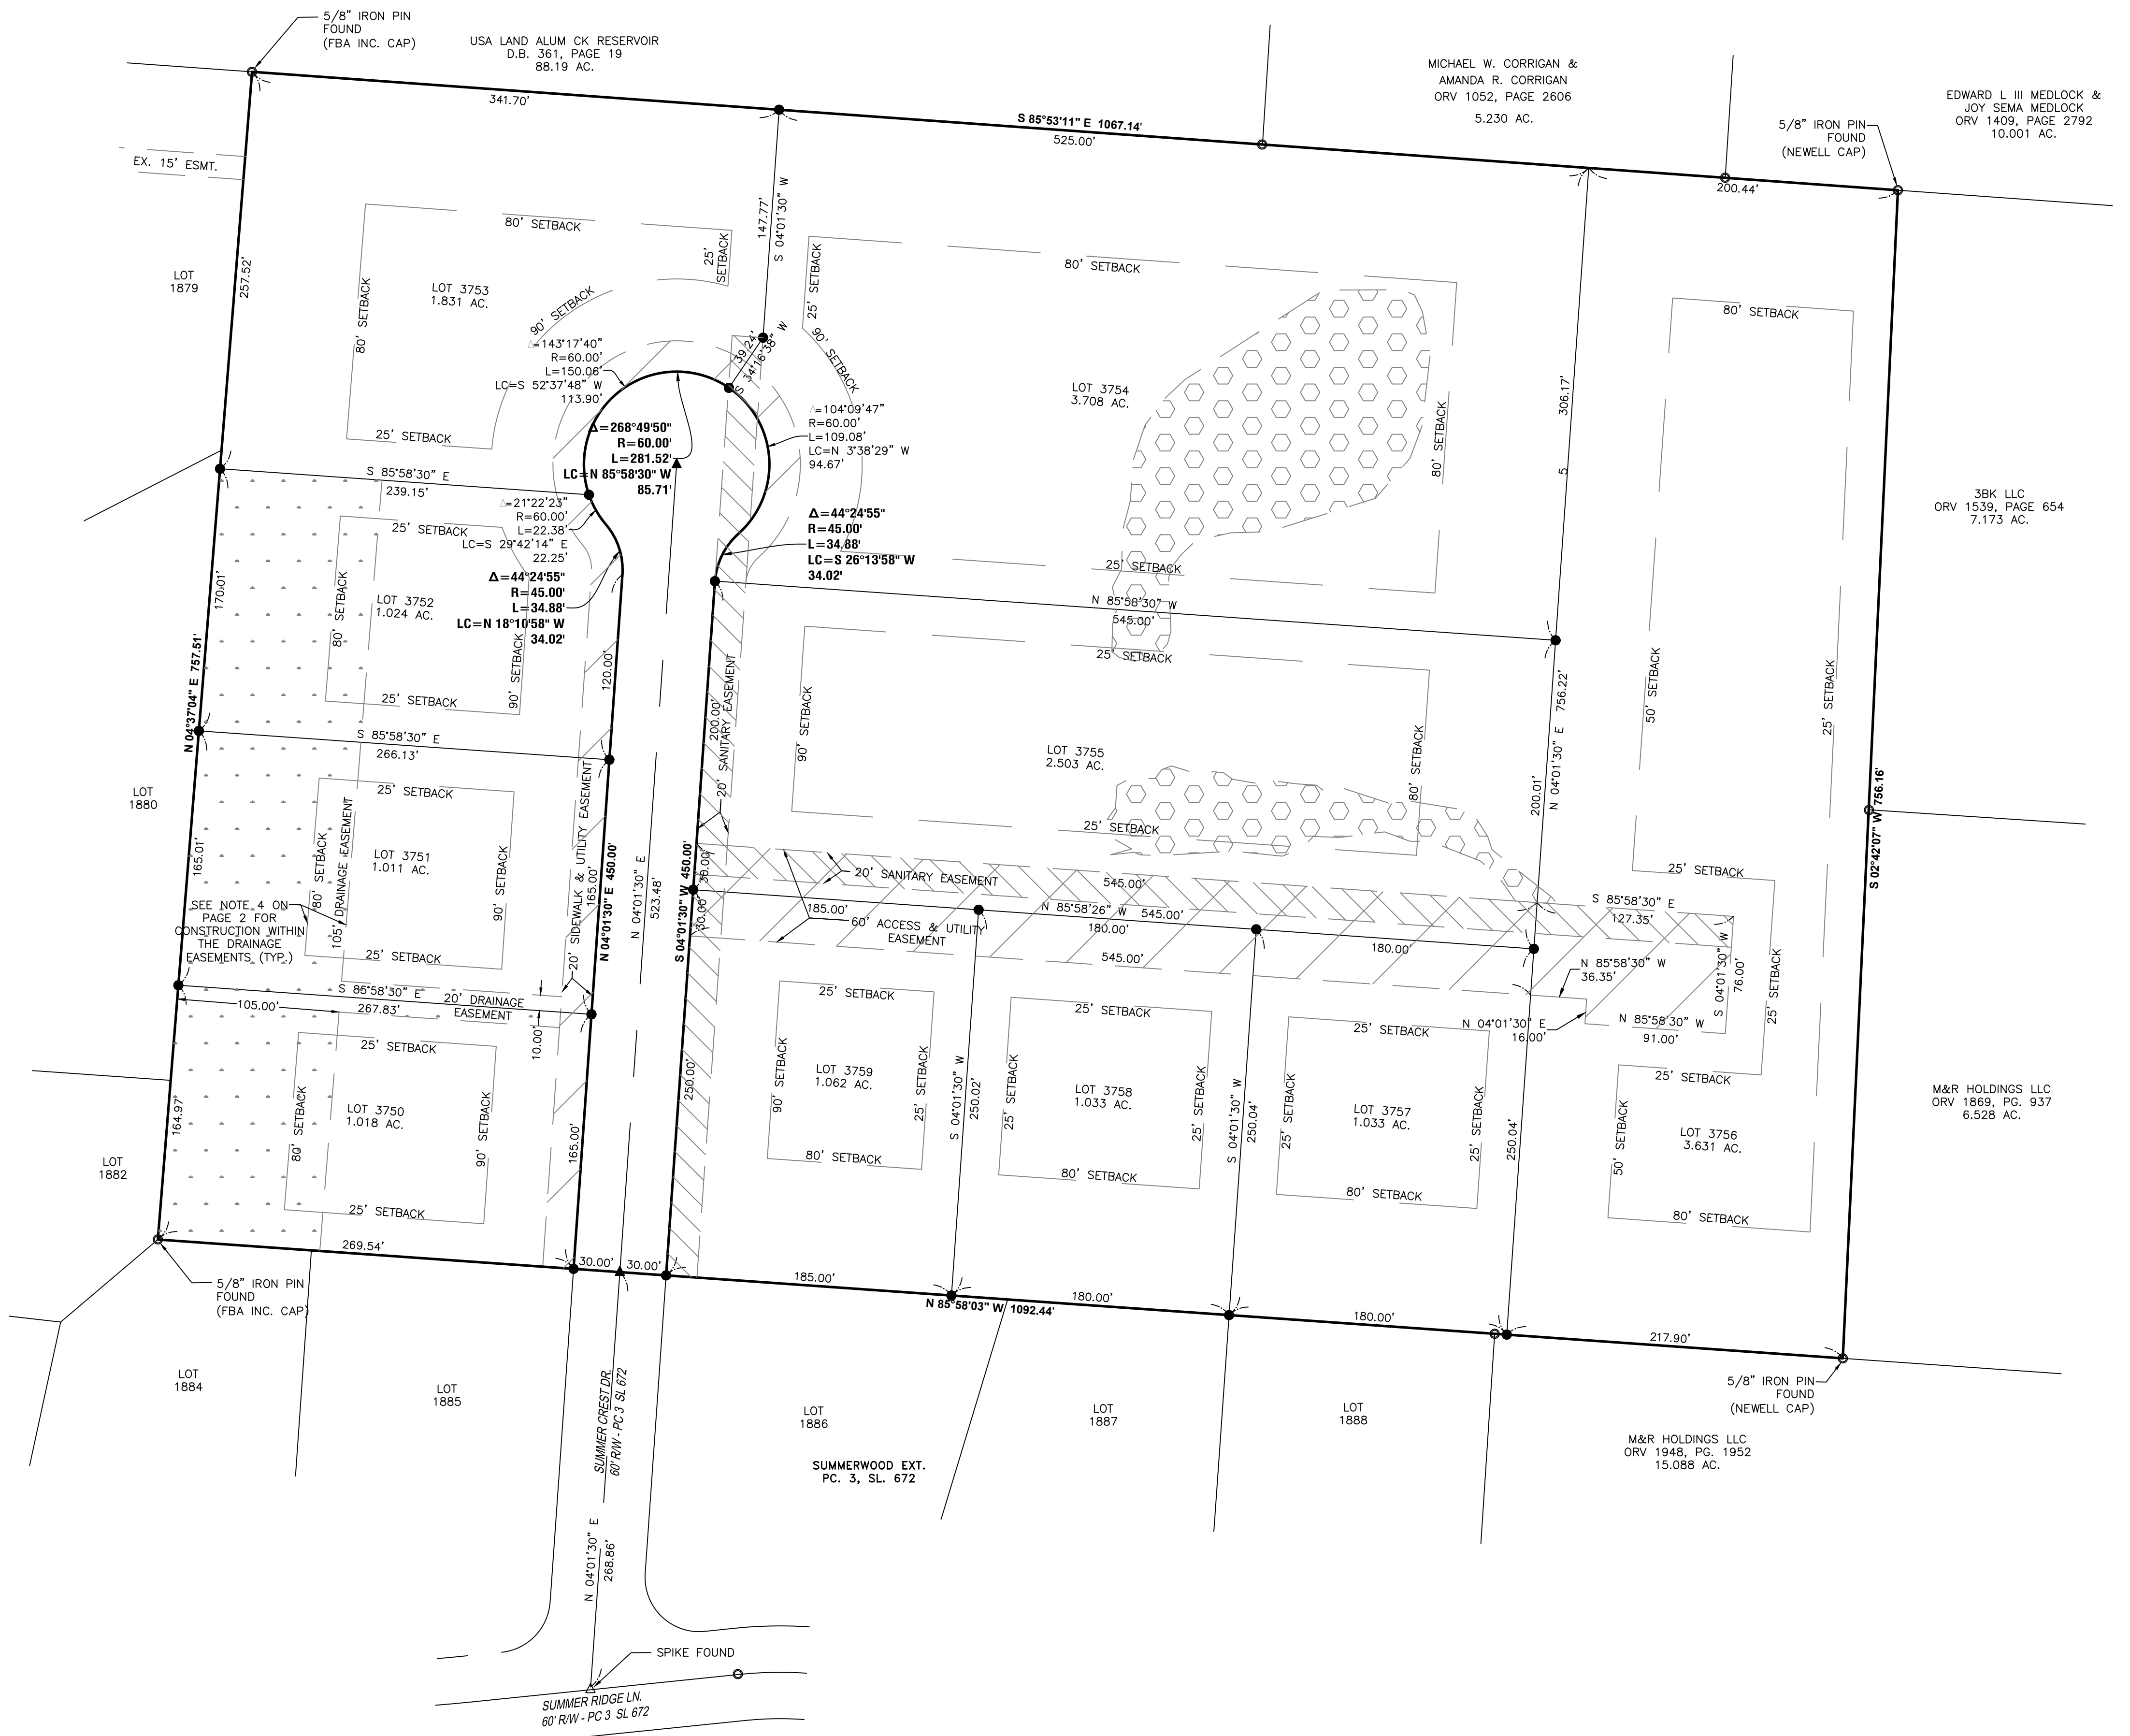 5/8" IRON PIN
FOUND
(FBA INC. CAP)
USA LAND ALUM CK RESERVOIR
D.B. 361, PAGE 19
88.19 AC.
MICHAEL W. CORRIGAN &
AMANDA R. CORRIGAN
ORV 1052, PAGE 2606
5.230 AC.
EDWARD L III MEDLOCK &
JOY SEMA MEDLOCK
ORV 1409, PAGE 2792
10.001 AC.
5/8" IRON PIN
FOUND
(NEWELL CAP)
341.70'
S 85°53'11" E 1067.14'
525.00'
200.44'
EX. 15' ESMT.
LOT
1879
257.52'
80' SETBACK
80' SETBACK
25'
SETBACK
LOT 3753
1.831 AC.
90' SETBACK
25' SETBACK
147.77'
S 04°01'30" W
39.24'
S 34°16'38" W
25' SETBACK
90' SETBACK
80' SETBACK
LOT 3754
3.708 AC.
80' SETBACK
25' SETBACK
306.17'
5
80' SETBACK
△=143°17'40"
R=60.00'
L=150.06'
LC=S 52°37'48" W
113.90'
Δ=268°49'50"
R=60.00'
L=281.52'
LC=N 85°58'30" W
85.71'
△=104°09'47"
R=60.00'
L=109.08'
LC=N 3°38'29" W
94.67'
△=21°22'23"
R=60.00'
L=22.38'
LC=S 29°42'14" E
22.25'
Δ=44°24'55"
R=45.00'
L=34.88'
LC=S 26°13'58" W
34.02'
Δ=44°24'55"
R=45.00'
L=34.88'
LC=N 18°10'58" W
34.02'
3BK LLC
ORV 1539, PAGE 654
7.173 AC.
S 85°58'30" E
239.15'
25' SETBACK
80' SETBACK
LOT 3752
1.024 AC.
90' SETBACK
25' SETBACK
170.01'
N 04°37'04" E 757.51'
120.00'
N 85°58'30" W
545.00'
25' SETBACK
90' SETBACK
LOT 3755
2.503 AC.
80' SETBACK
25' SETBACK
200.00'
20' SANITARY EASEMENT
756.22'
N 04°01'30" E
200.01'
50' SETBACK
25' SETBACK
S 02°42'07" W 756.16'
S 85°58'30" E
266.13'
LOT
1880
165.01'
25' SETBACK
80' SETBACK
105' DRAINAGE EASEMENT
LOT 3751
1.011 AC.
90' SETBACK
25' SETBACK
SEE NOTE 4 ON
PAGE 2 FOR
CONSTRUCTION WITHIN
THE DRAINAGE
EASEMENTS (TYP.)
20' SIDEWALK & UTILITY EASEMENT
165.00'
N 04°01'30" E 450.00'
N 04°01'30" E
523.48'
S 04°01'30" W 450.00'
30.00'
30.00'
20' SANITARY EASEMENT
545.00'
185.00'
N 85°58'26" W
545.00'
60' ACCESS & UTILITY
EASEMENT
180.00'
180.00'
545.00'
25' SETBACK
S 85°58'30" E
127.35'
S 04°01'30" W
76.00'
25' SETBACK
N 85°58'30" W
36.35'
N 04°01'30" E
16.00'
N 85°58'30" W
91.00'
S 85°58'30" E
267.83'
20' DRAINAGE
EASEMENT
105.00'
10.00'
25' SETBACK
80' SETBACK
LOT 3750
1.018 AC.
90' SETBACK
25' SETBACK
164.97'
165.00'
250.00'
25' SETBACK
90' SETBACK
LOT 3759
1.062 AC.
25' SETBACK
80' SETBACK
S 04°01'30" W
250.02'
25' SETBACK
25' SETBACK
LOT 3758
1.033 AC.
25' SETBACK
80' SETBACK
S 04°01'30" W
250.04'
25' SETBACK
25' SETBACK
LOT 3757
1.033 AC.
25' SETBACK
80' SETBACK
250.04'
25' SETBACK
50' SETBACK
LOT 3756
3.631 AC.
80' SETBACK
M&R HOLDINGS LLC
ORV 1869, PG. 937
6.528 AC.
LOT
1882
269.54'
30.00'
30.00'
185.00'
N 85°58'03" W 1092.44'
180.00'
180.00'
217.90'
5/8" IRON PIN
FOUND
(FBA INC. CAP)
5/8" IRON PIN
FOUND
(NEWELL CAP)
LOT
1884
LOT
1885
SUMMER CREST DR.
60' R/W - PC 3 SL 672
LOT
1886
LOT
1887
LOT
1888
SUMMERWOOD EXT.
PC. 3, SL. 672
M&R HOLDINGS LLC
ORV 1948, PG. 1952
15.088 AC.
N 04°01'30" E
268.86'
SPIKE FOUND
SUMMER RIDGE LN.
60' R/W - PC 3 SL 672